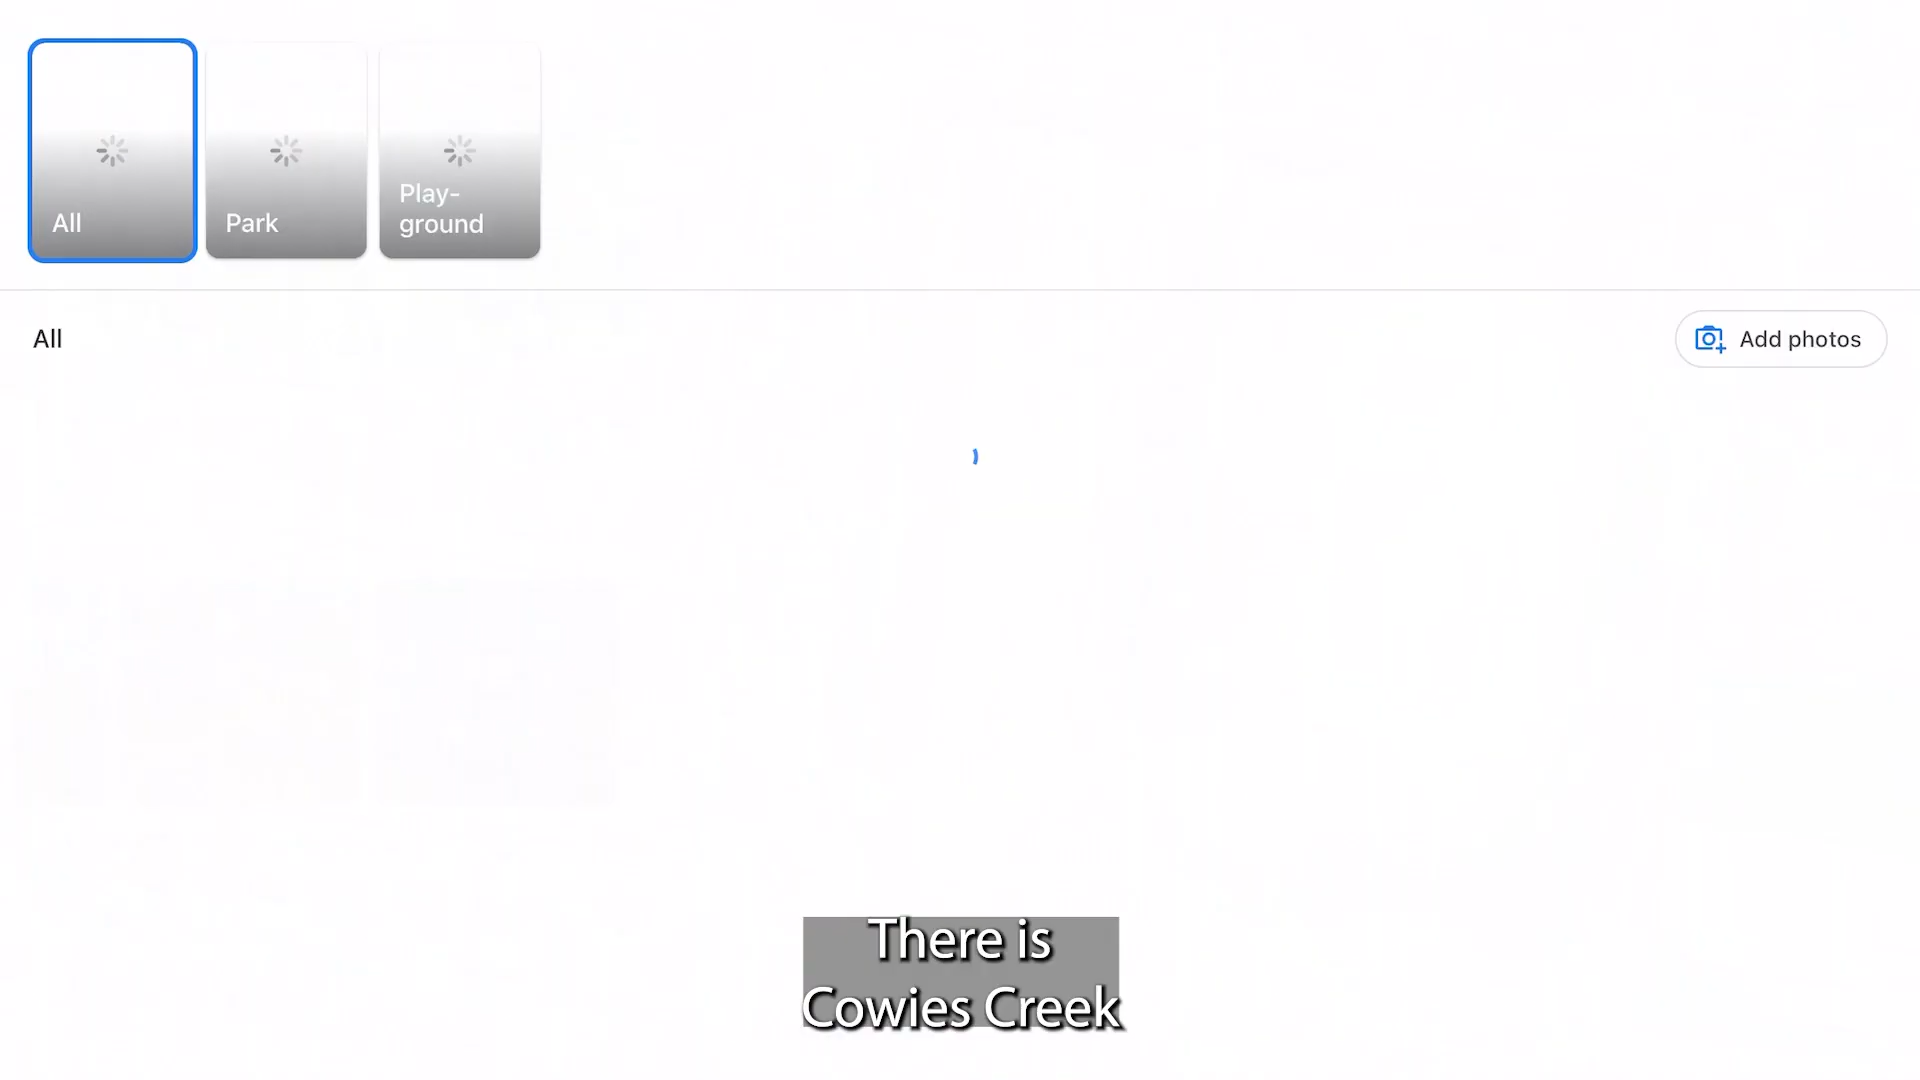 All
Park
Play-
ground
All
Add photos
There is
Cowies Creek